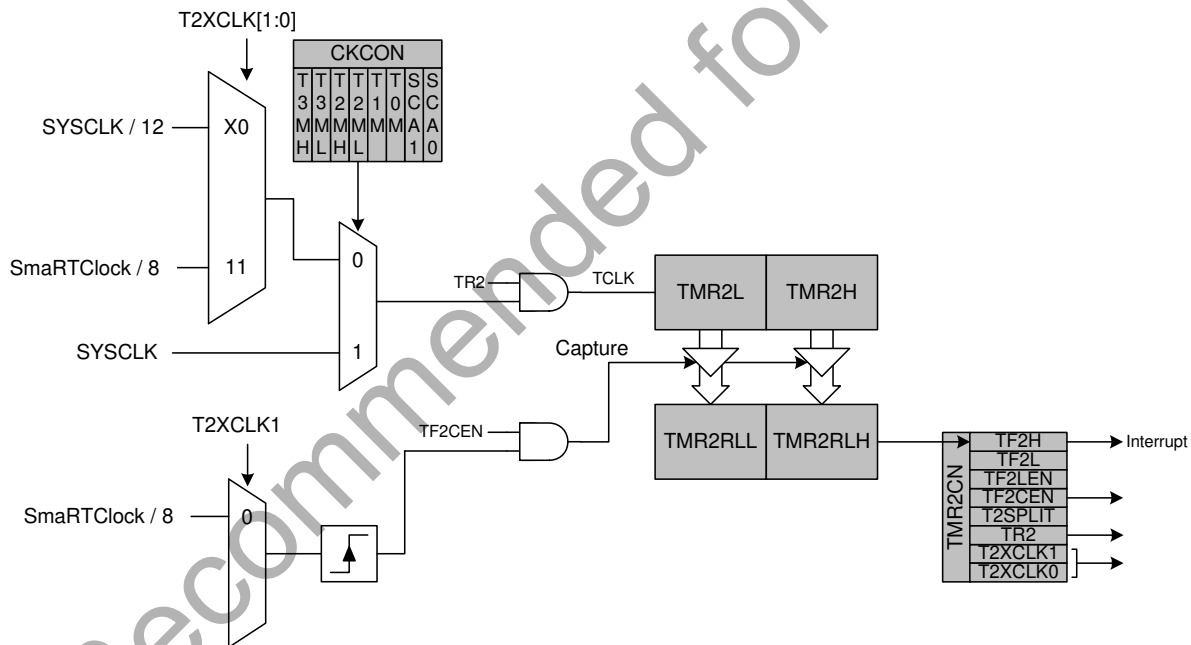 T2XCLK[1:0]
CKCON
T3MH T3ML T2MH T2ML T1M T0M SCA1 SCA0
SYSCLK / 12
X0
SmaRTClock / 8
11
0
SYSCLK
1
TR2
TCLK
TMR2L
TMR2H
Capture
T2XCLK1
TF2CEN
TMR2RLL
TMR2RLH
SmaRTClock / 8
0
TMR2CN
TF2H
Interrupt
TF2L
TF2LEN
TF2CEN
T2SPLIT
TR2
T2XCLK1
T2XCLK0
Recommended for